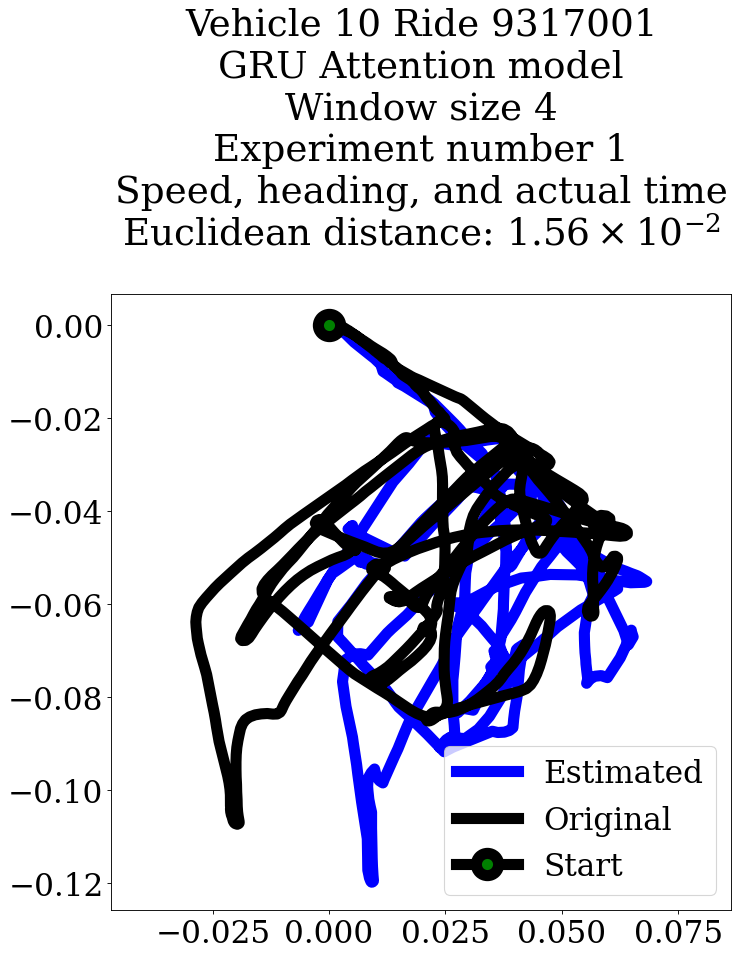 Vehicle 10 Ride 9317001
GRU Attention model
Window size 4
Experiment number 1
Speed, heading, and actual time
Euclidean distance: 1.56 × 10⁻²
0.00
−0.02
−0.04
−0.06
−0.08
−0.10
−0.12
Estimated
Original
Start
−0.025 0.000 0.025 0.050 0.075